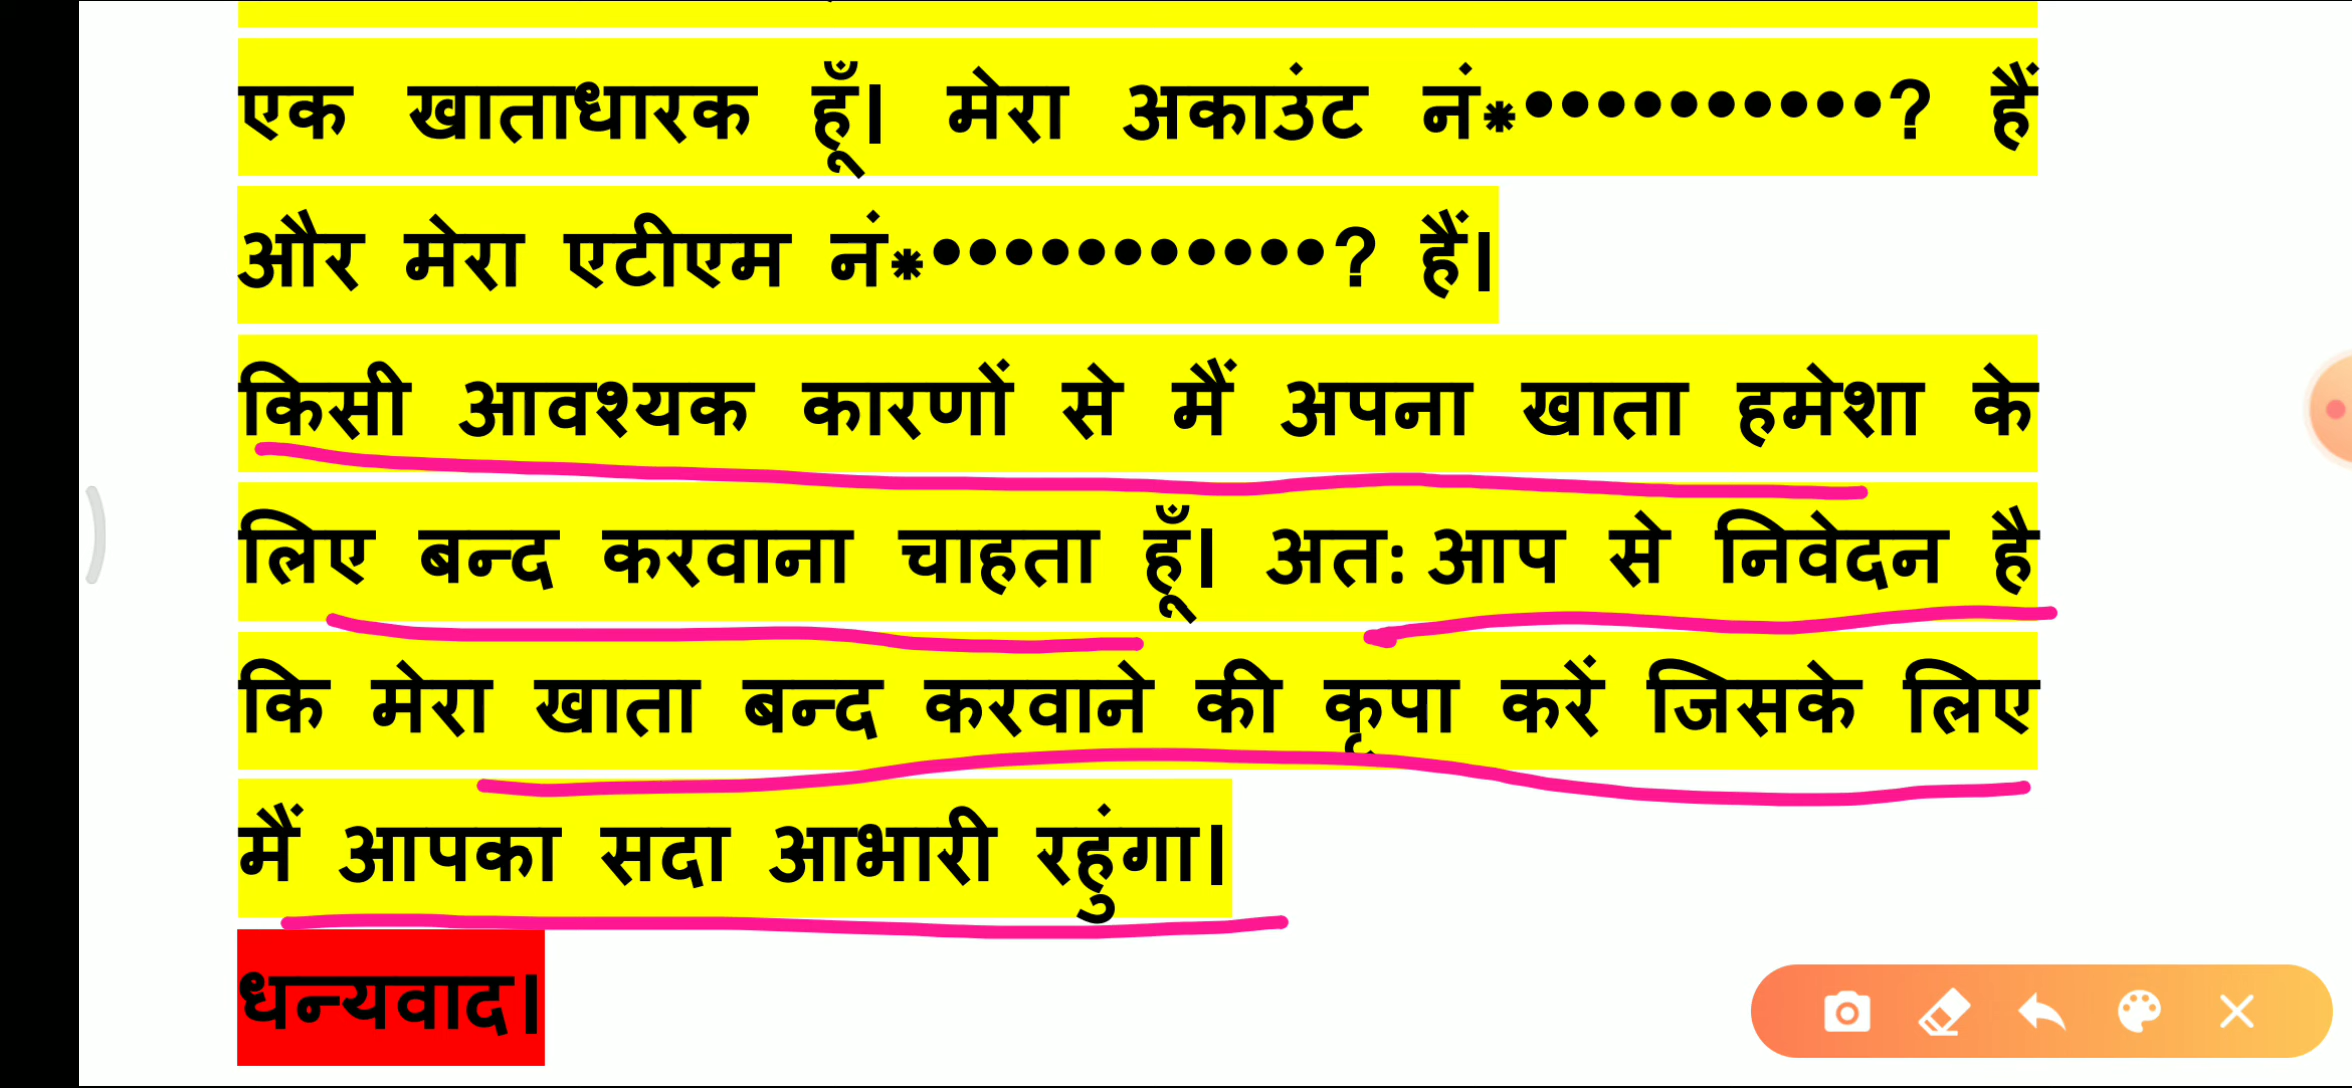 एक खाताधारक हूँ। मेरा अकाउंट नं*••••••••••? हैं
और मेरा एटीएम नं*•••••••••••? हैं।
किसी आवश्यक कारणों से मैं अपना खाता हमेशा के
लिए बन्द करवाना चाहता हूँ। अत: आप से निवेदन है
कि मेरा खाता बन्द करवाने की कृपा करें जिसके लिए
मैं आपका सदा आभारी रहुंगा।
धन्यवाद।